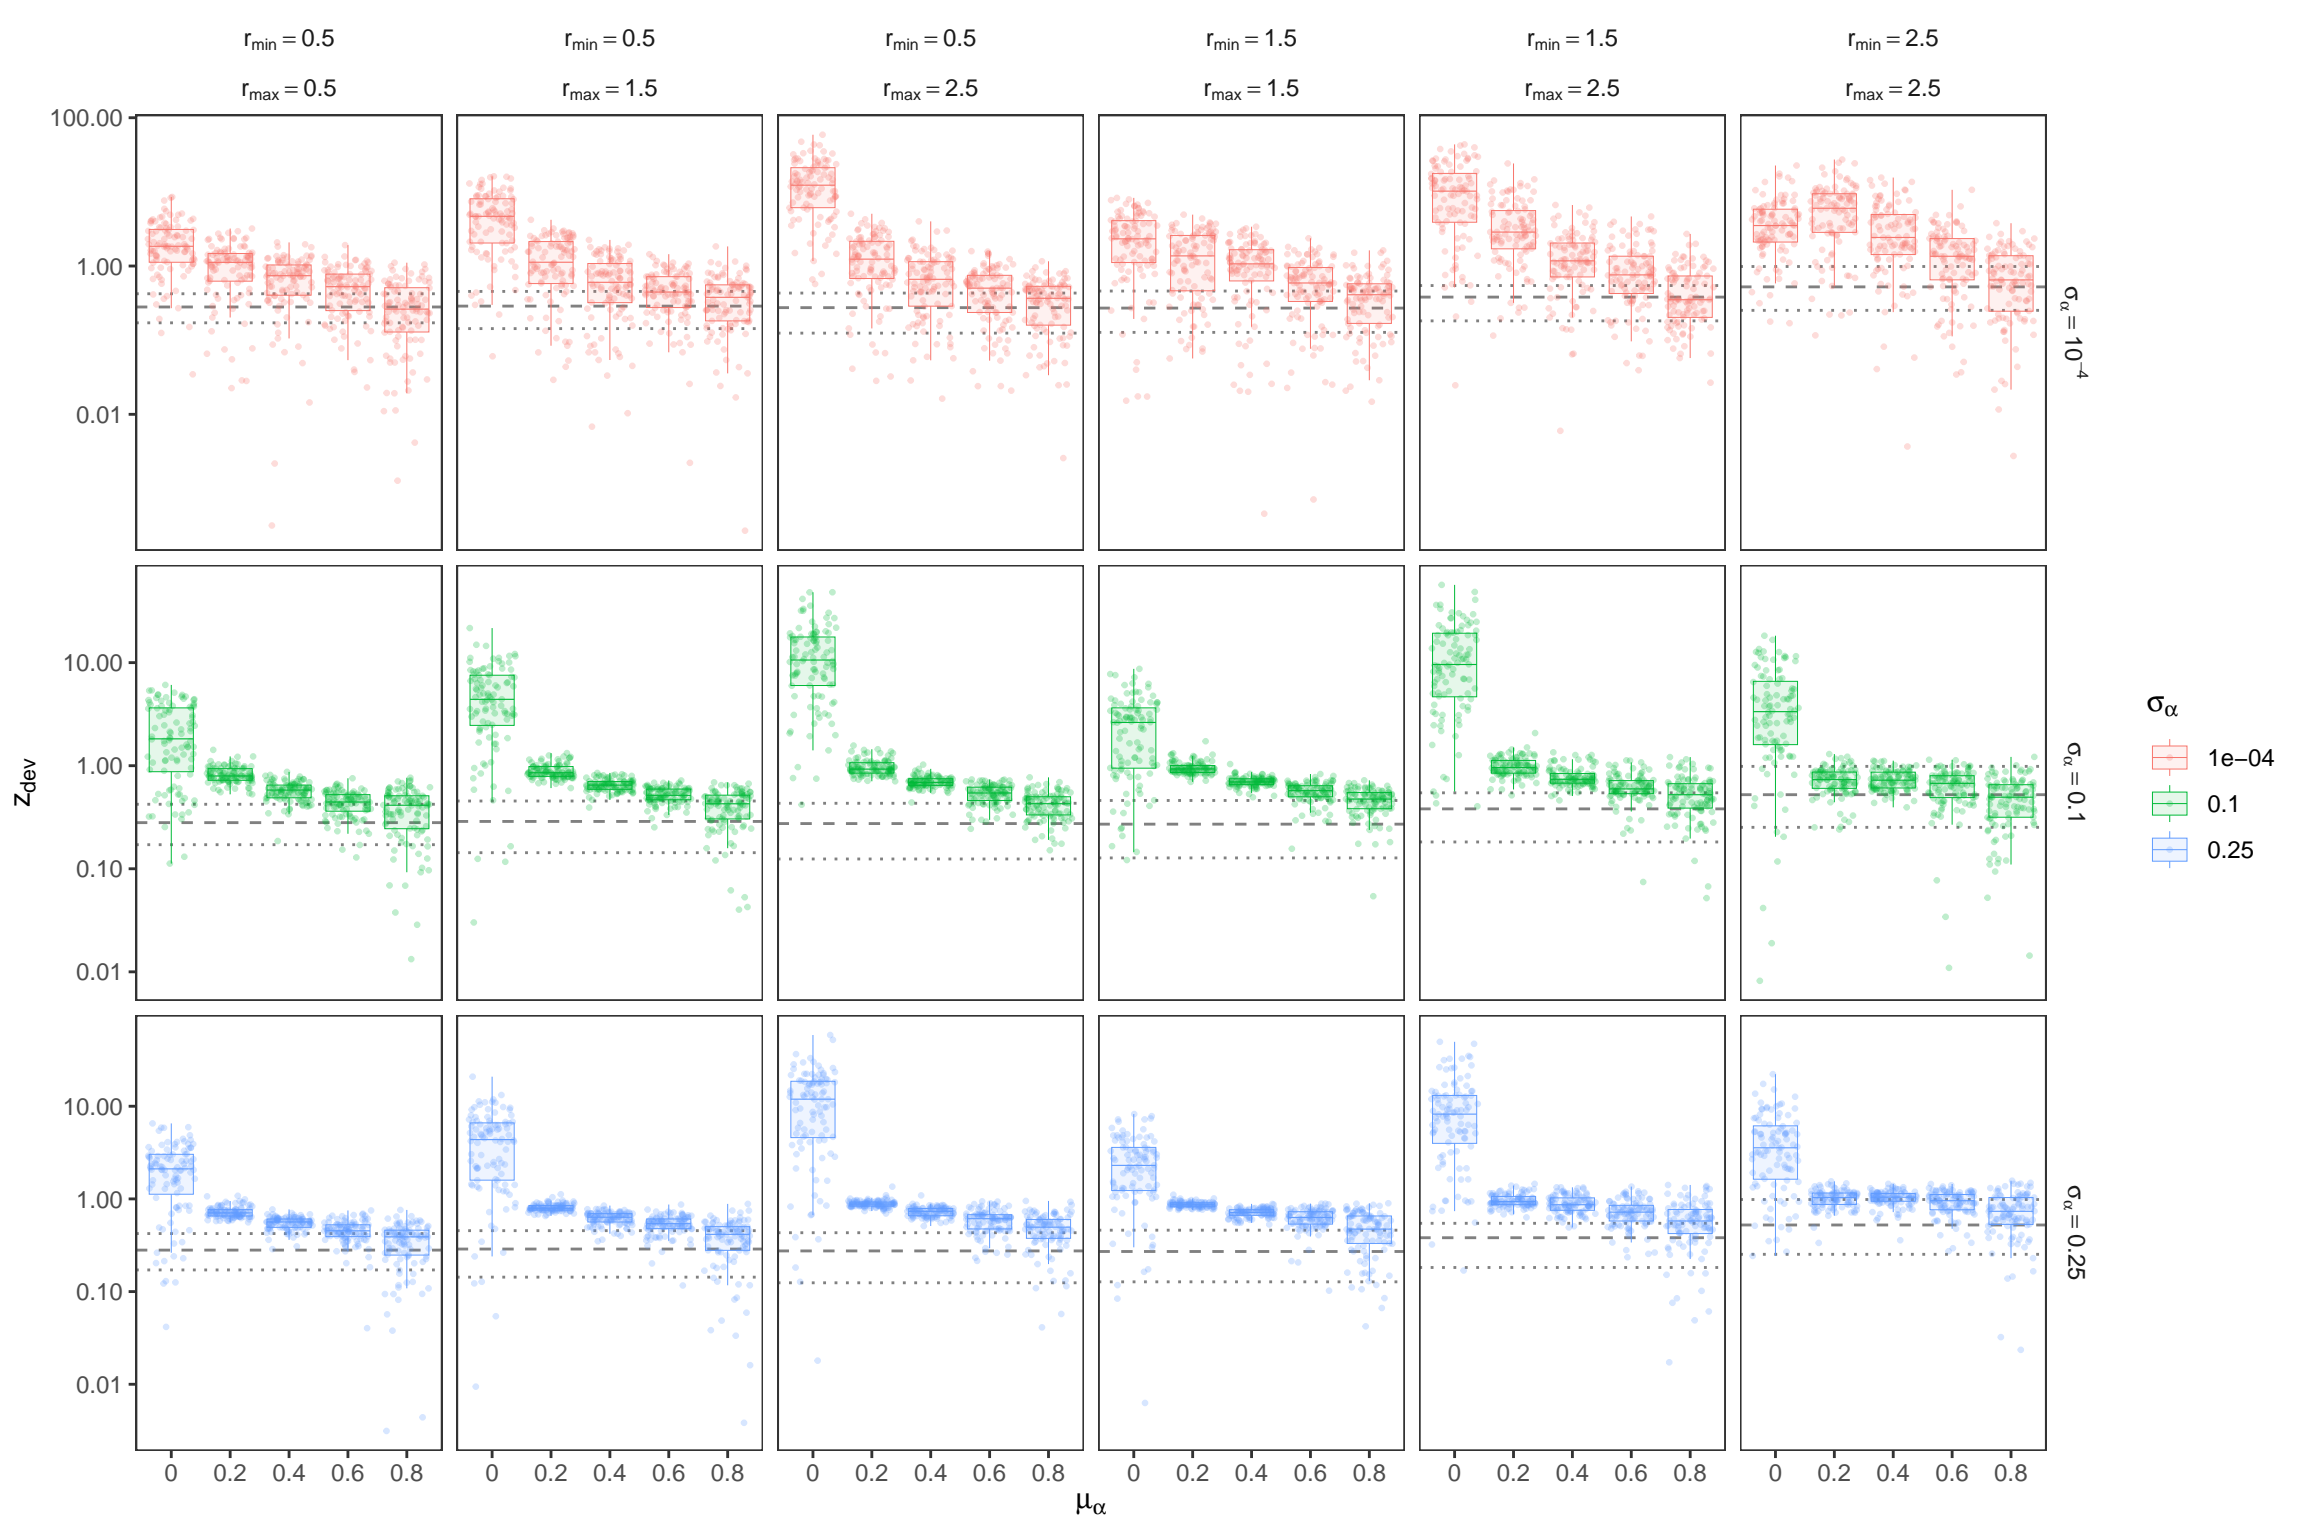 r_min = 0.5 r_min = 0.5 r_min = 0.5 r_min = 1.5 r_min = 1.5 r_min = 2.5
r_max = 0.5 r_max = 1.5 r_max = 2.5 r_max = 1.5 r_max = 2.5 r_max = 2.5
100.00
1.00
0.01
σ_α = 10^−4
10.00
1.00
0.10
0.01
σ_α = 0.1
z_dev
10.00
1.00
0.10
0.01
σ_α = 0.25
0 0.2 0.4 0.6 0.8 0 0.2 0.4 0.6 0.8 0 0.2 0.4 0.6 0.8 0 0.2 0.4 0.6 0.8 0 0.2 0.4 0.6 0.8 0 0.2 0.4 0.6 0.8
μ_α
σ_α
1e−04
0.1
0.25